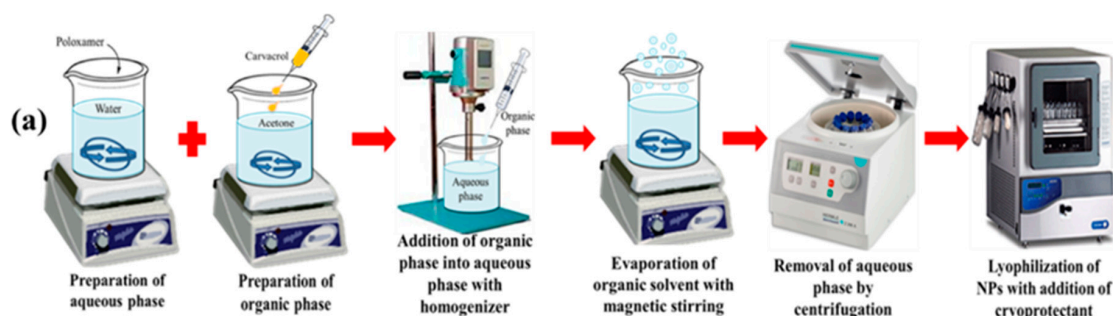 Poloxamer
Water
(a)
Carvacrol
Acetone
Organic
phase
Aqueous
phase
Preparation of
aqueous phase
Preparation of
organic phase
Addition of organic
phase into aqueous
phase with
homogenizer
Evaporation of
organic solvent with
magnetic stirring
Removal of aqueous
phase by
centrifugation
Lyophilization of
NPs with addition of
cryoprotectant